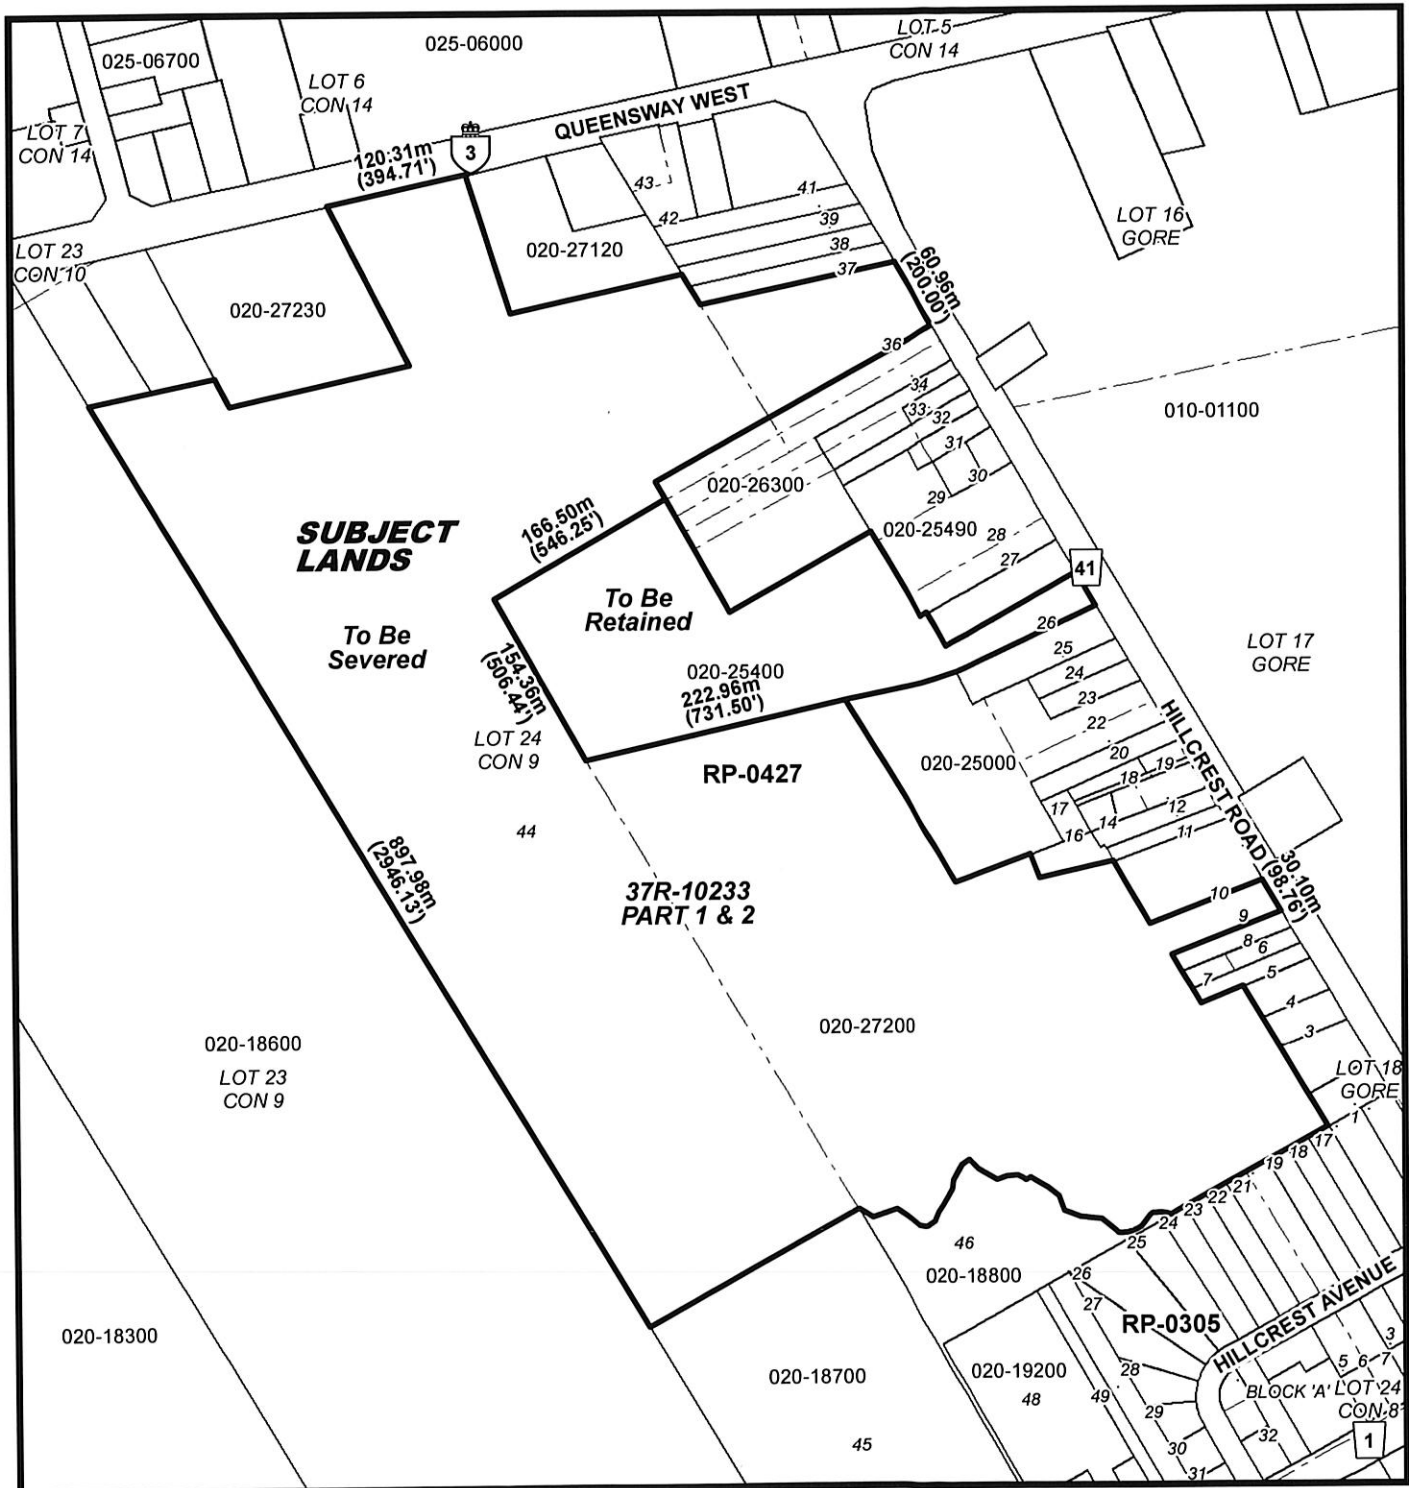 025-06700
025-06000
LOT 5
CON 14
LOT 6
CON 14
LOT 7
CON 14
QUEENSWAY WEST
3
120.31m
(394.71')
43
42
41
39
38
37
LOT 16
GORE
LOT 23
CON 10
020-27120
020-27230
60.96m
(200.00')
36
34
33
32
31
30
29
28
27
010-01100
020-26300
020-25490
SUBJECT
LANDS
166.50m
(546.25')
41
To Be
Retained
To Be
Severed
26
25
24
23
22
20
19
18
17
16
14
12
11
10
9
8
6
7
5
4
3
LOT 17
GORE
020-25400
154.36m
(506.44')
222.96m
(731.50')
LOT 24
CON 9
RP-0427
020-25000
HILLCREST ROAD
44
897.98m
(2946.13')
37R-10233
PART 1 & 2
30.10m
(98.76')
020-27200
020-18600
LOT 23
CON 9
LOT 18
GORE
1
17
18
19
21
22
23
24
25
26
27
46
020-18800
020-18300
RP-0305
HILLCREST AVENUE
020-18700
020-19200
48
49
28
29
30
31
32
BLOCK 'A'
5
6
7
3
LOT 24
CON 8
45
1